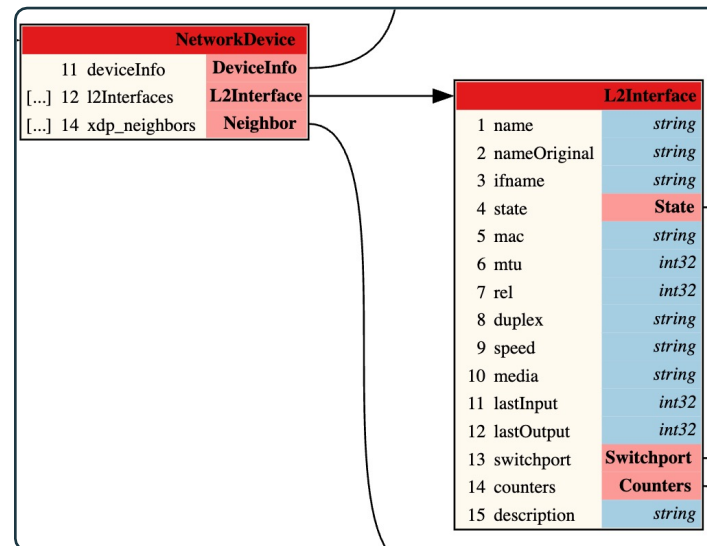 NetworkDevice
11 deviceInfo DeviceInfo
[...] 12 l2Interfaces L2Interface
[...] 14 xdp_neighbors Neighbor
L2Interface
1 name string
2 nameOriginal string
3 ifname string
4 state State
5 mac string
6 mtu int32
7 rel int32
8 duplex string
9 speed string
10 media string
11 lastInput int32
12 lastOutput int32
13 switchport Switchport
14 counters Counters
15 description string